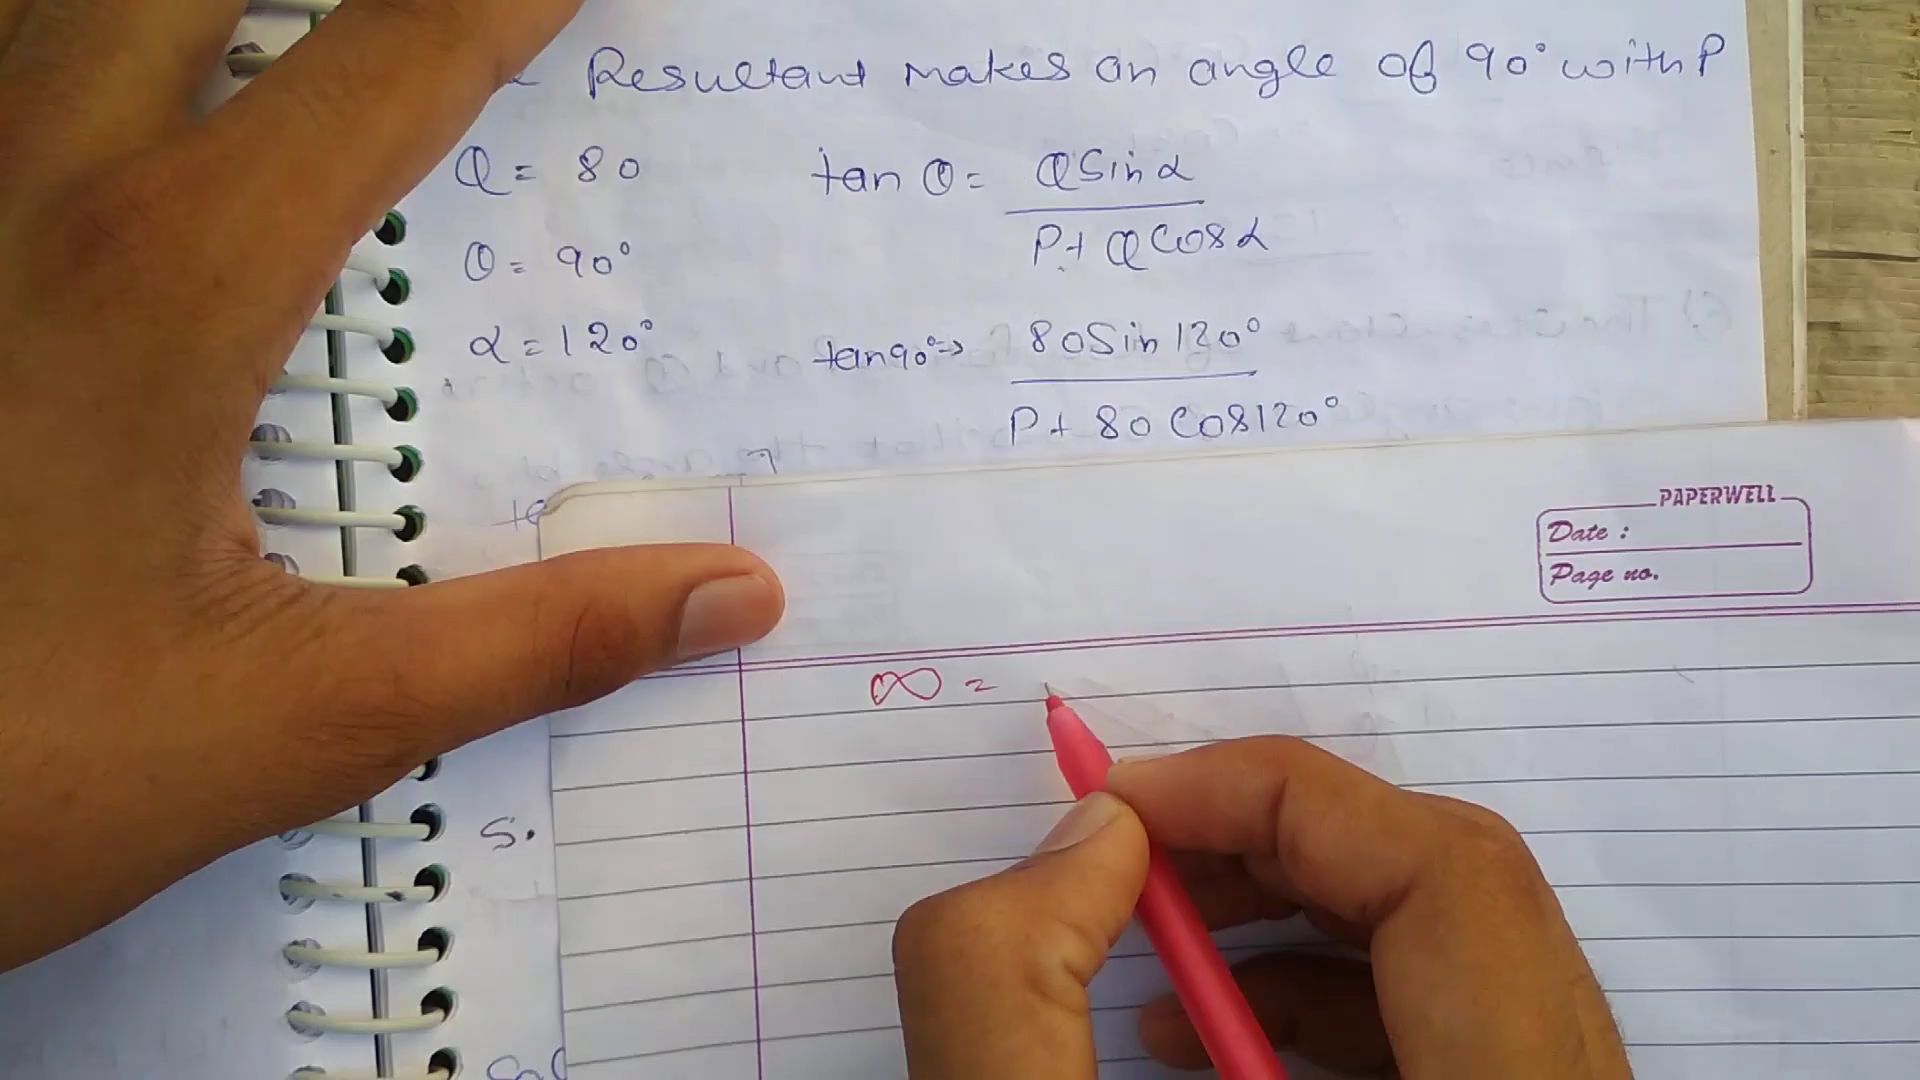 Resultant makes an angle of 90° with P
Q = 80
tan θ = Q Sin α
P + Q Cos α
θ = 90°
α = 120°
tan 90° => 80 Sin 120°
P + 80 Cos 120°
PAPERWELL
Date :
Page no.
∞ =
5.